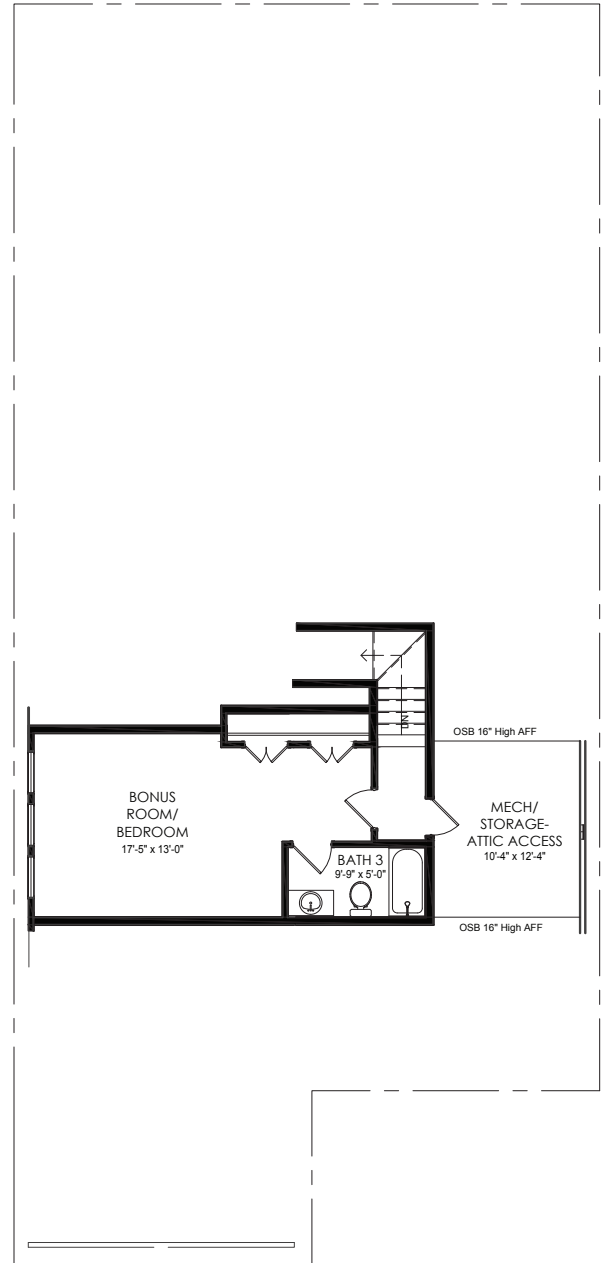 DN
OSB 16" High AFF
BONUS
ROOM/
BEDROOM
17'-5" x 13'-0"
MECH/
STORAGE-
ATTIC ACCESS
10'-4" x 12'-4"
BATH 3
9'-9" x 5'-0"
OSB 16" High AFF